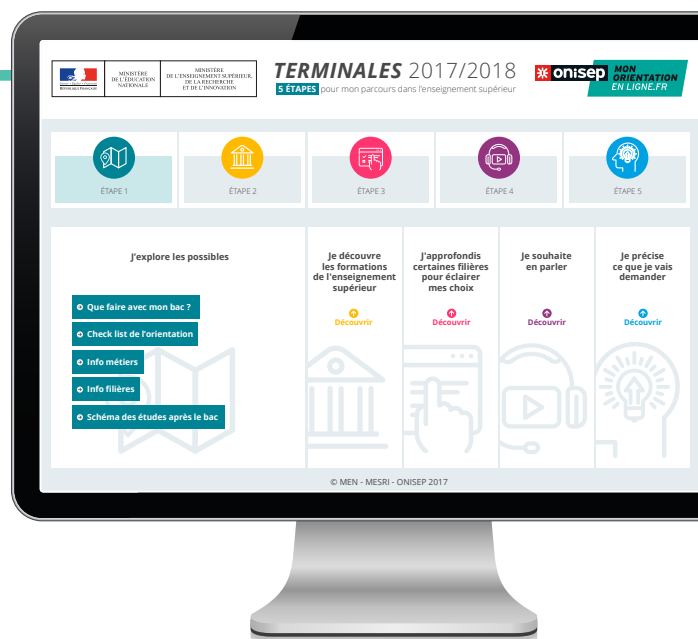 RÉPUBLIQUE FRANÇAISE
MINISTÈRE
DE L'ÉDUCATION
NATIONALE
MINISTÈRE
DE L'ENSEIGNEMENT SUPÉRIEUR,
DE LA RECHERCHE
ET DE L'INNOVATION
TERMINALES 2017/2018
5 ÉTAPES pour mon parcours dans l'enseignement supérieur
onisep
MON
ORIENTATION
EN LIGNE.FR
ÉTAPE 1
ÉTAPE 2
ÉTAPE 3
ÉTAPE 4
ÉTAPE 5
J'explore les possibles
Que faire avec mon bac ?
Check list de l'orientation
Info métiers
Info filières
Schéma des études après le bac
Je découvre
les formations
de l'enseignement
supérieur
Découvrir
J'approfondis
certaines filières
pour éclairer
mes choix
Découvrir
Je souhaite
en parler
Découvrir
Je précise
ce que je vais
demander
Découvrir
© MEN - MESRI - ONISEP 2017